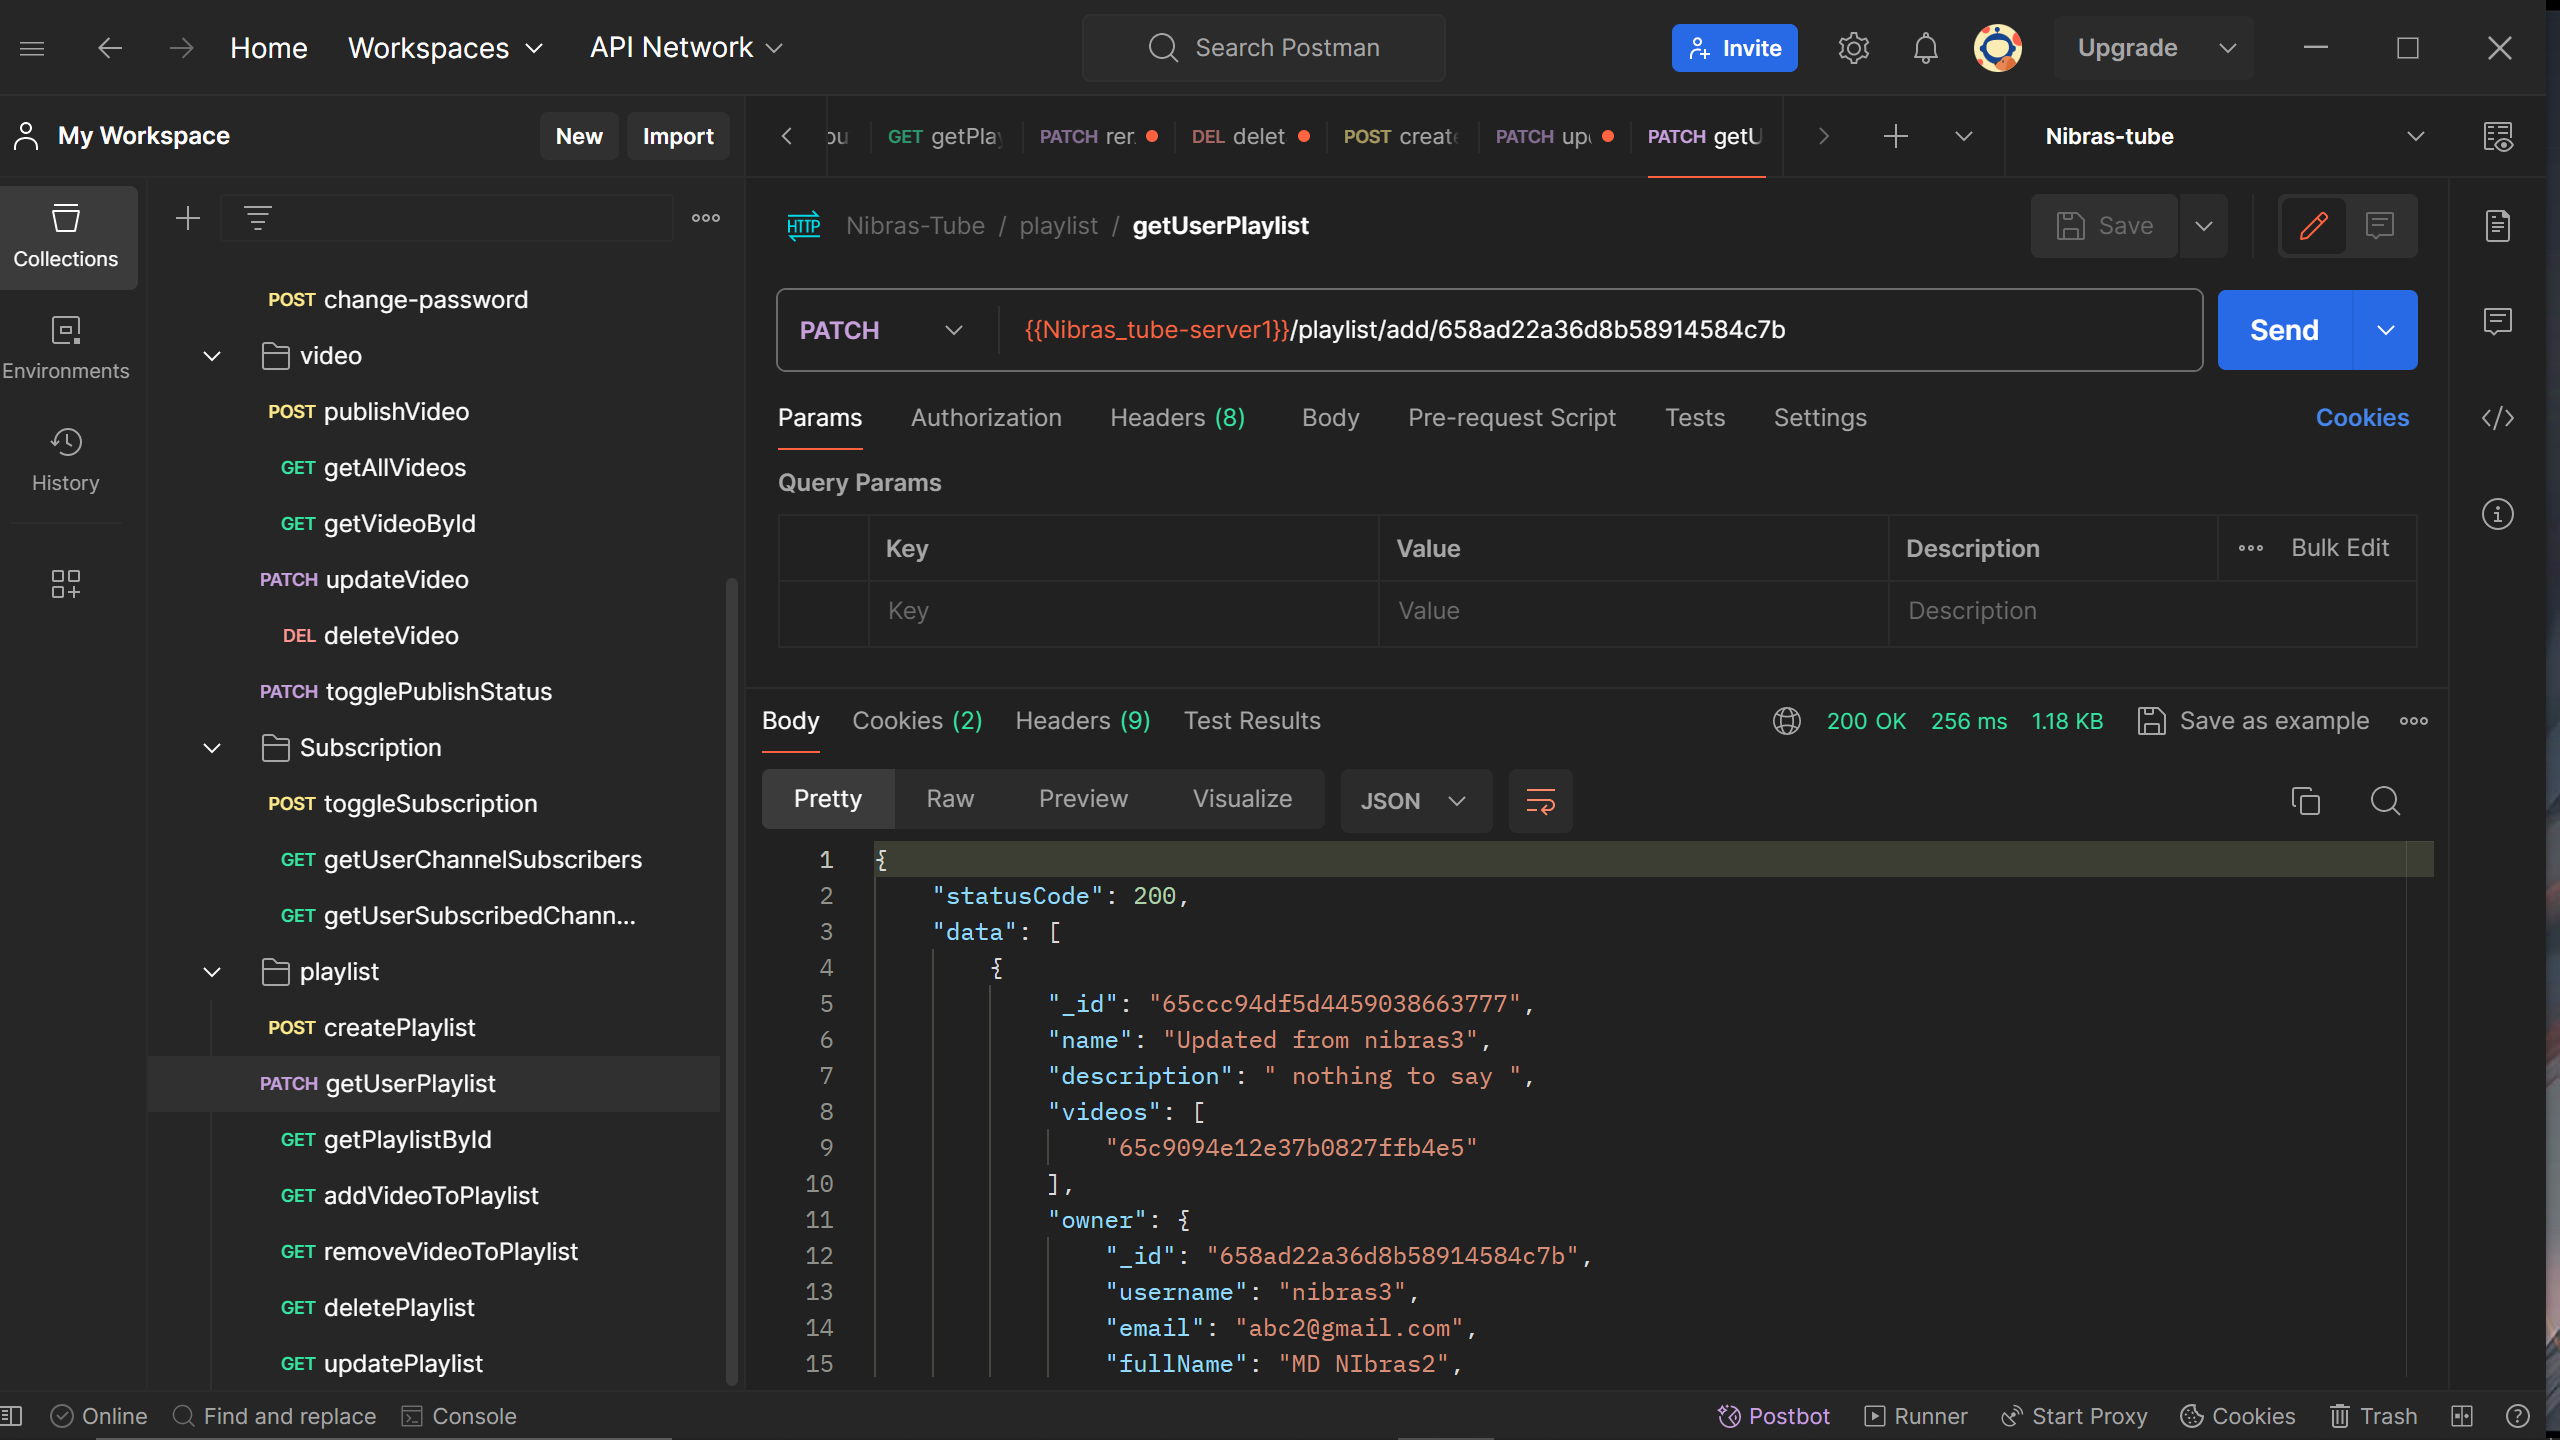 Home Workspaces API Network Search Postman Invite Upgrade
My Workspace New Import
GET getPlay PATCH DEL delet POST create PATCH PATCH getU Nibras-tube
Collections
Environments
History
POST change-password
video
POST publishVideo
GET getAllVideos
GET getVideoById
PATCH updateVideo
DEL deleteVideo
PATCH togglePublishStatus
Subscription
POST toggleSubscription
GET getUserChannelSubscribers
GET getUserSubscribedChann...
playlist
POST createPlaylist
PATCH getUserPlaylist
GET getPlaylistById
GET addVideoToPlaylist
GET removeVideoToPlaylist
GET deletePlaylist
GET updatePlaylist
HTTP Nibras-Tube / playlist / getUserPlaylist Save
PATCH {{Nibras_tube-server1}}/playlist/add/658ad22a36d8b58914584c7b Send
Params Authorization Headers (8) Body Pre-request Script Tests Settings Cookies
Query Params
Key Value Description Bulk Edit
Key Value Description
Body Cookies (2) Headers (9) Test Results 200 OK 256 ms 1.18 KB Save as example
Pretty Raw Preview Visualize JSON
1 {
2 "statusCode": 200,
3 "data": [
4 {
5 "_id": "65ccc94df5d4459038663777",
6 "name": "Updated from nibras3",
7 "description": " nothing to say ",
8 "videos": [
9 "65c9094e12e37b0827ffb4e5"
10 ],
11 "owner": {
12 "_id": "658ad22a36d8b58914584c7b",
13 "username": "nibras3",
14 "email": "abc2@gmail.com",
15 "fullName": "MD NIbras2",
Online Find and replace Console Postbot Runner Start Proxy Cookies Trash